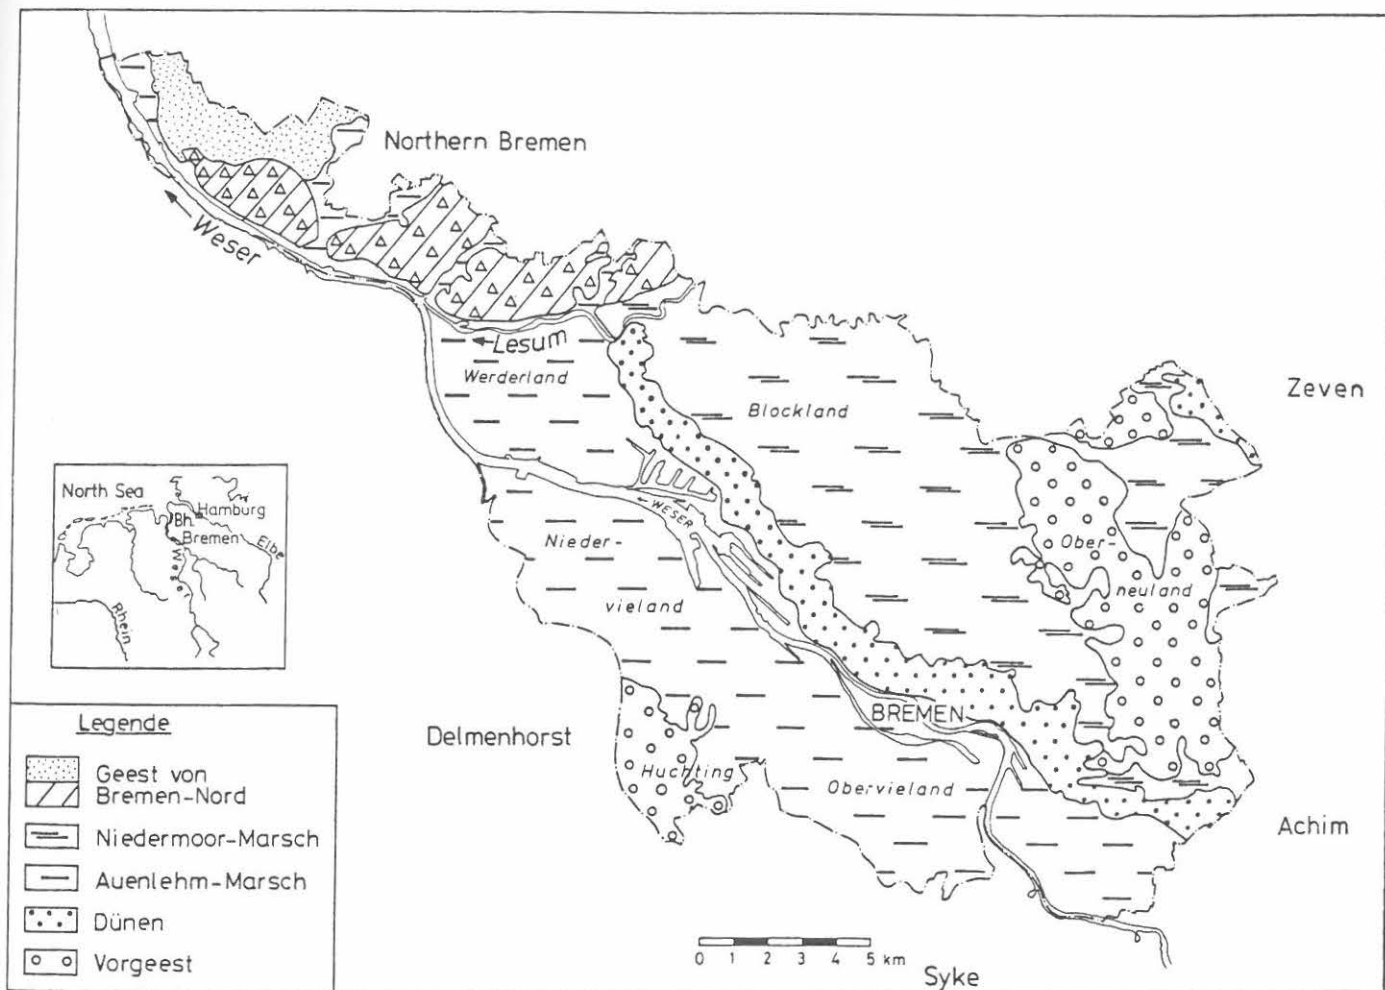 Northern Bremen
Weser
Lesum
Werderland
Blockland
Zeven
North Sea
Hamburg
Bh.
Bremen
Elbe
Weser
Rhein
WESER
Nieder-
vieland
Ober-
neuland
Delmenhorst
Huchting
BREMEN
Obervieland
Achim
Syke
0 1 2 3 4 5 km
Legende
Geest von
Bremen-Nord
Niedermoor-Marsch
Auenlehm-Marsch
Dünen
Vorgeest